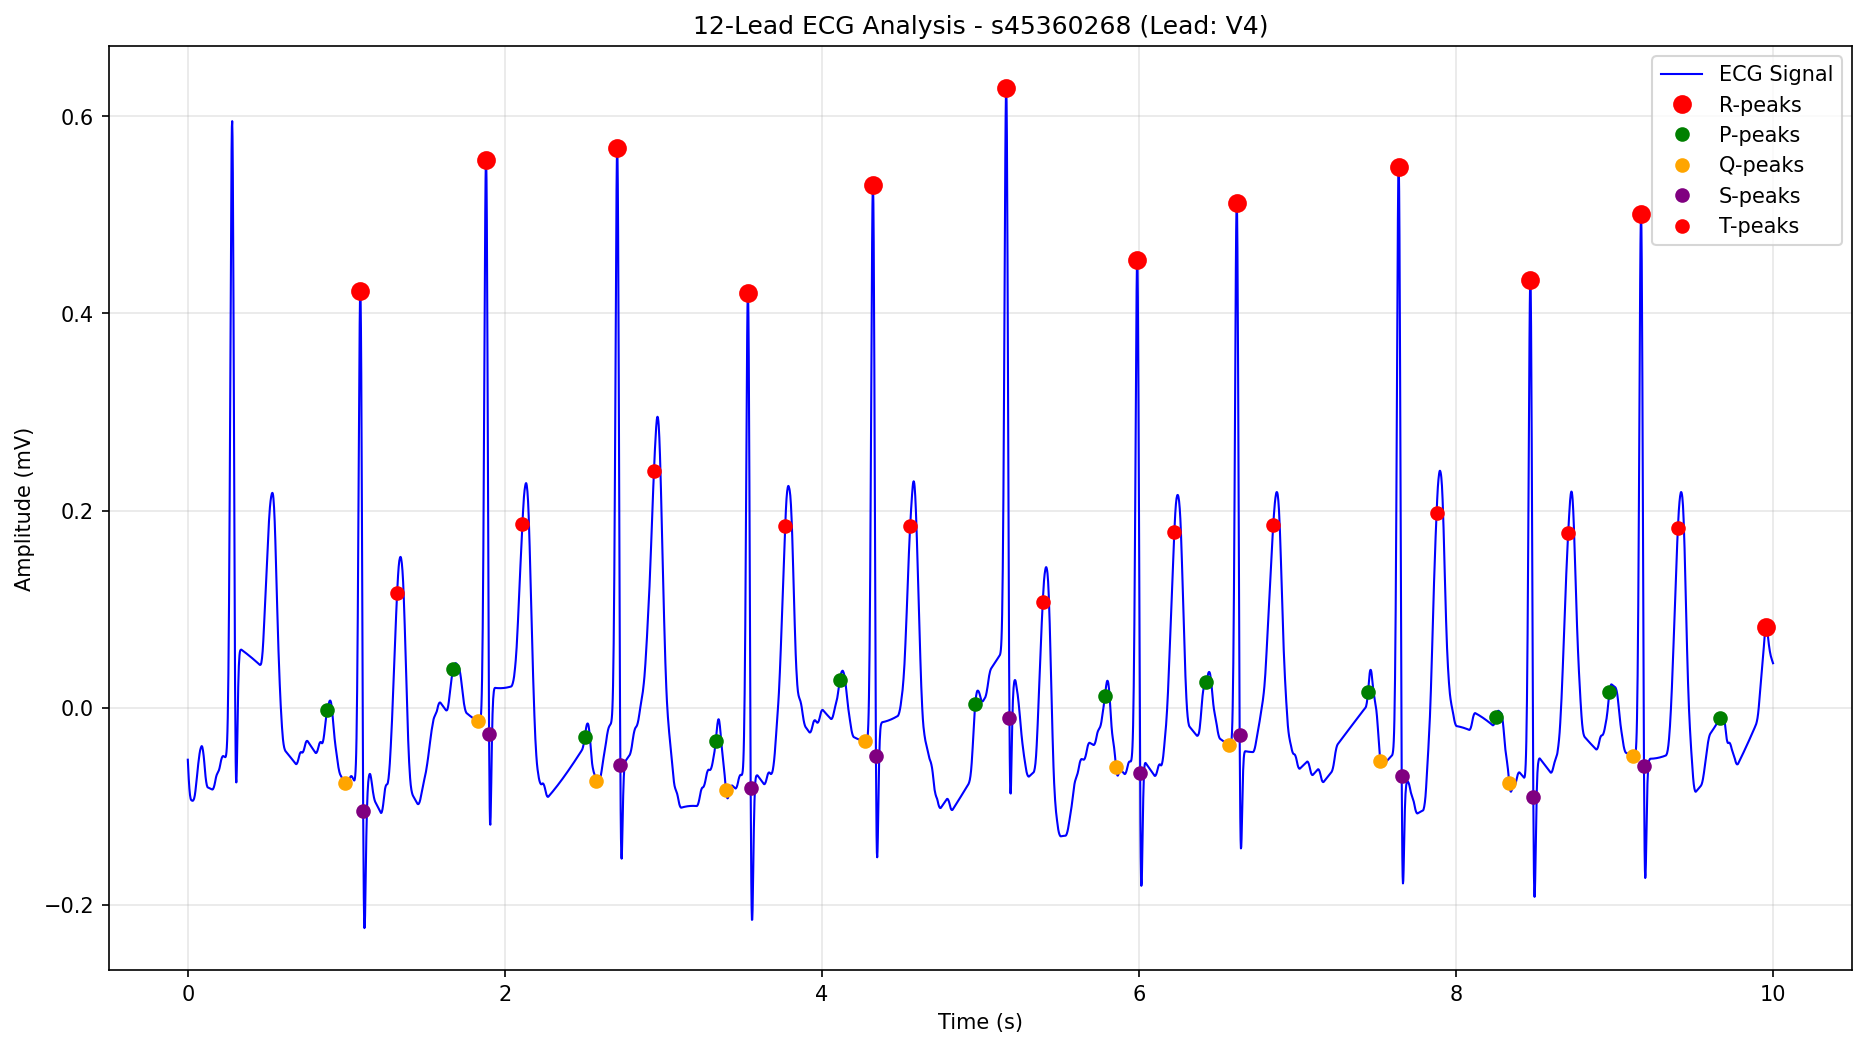 12-Lead ECG Analysis - s45360268 (Lead: V4)
ECG Signal
R-peaks
P-peaks
Q-peaks
S-peaks
T-peaks
Amplitude (mV)
0.6
0.4
0.2
0.0
−0.2
0 2 4 6 8 10
Time (s)